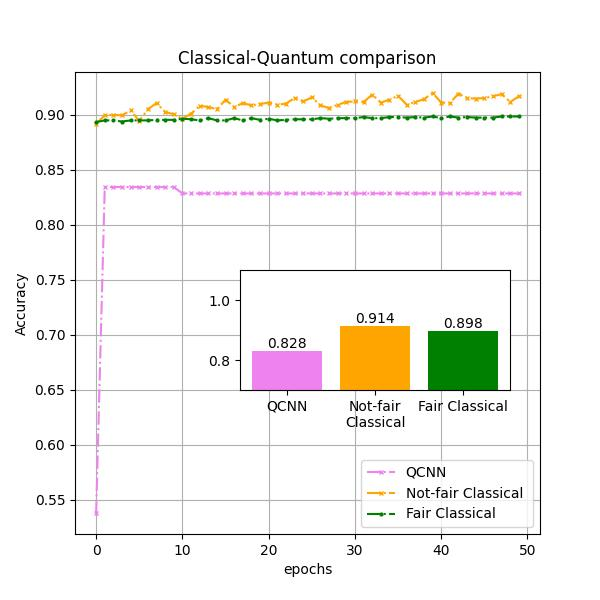 Classical-Quantum comparison
Accuracy
0.90
0.85
0.80
0.75
0.70
0.65
0.60
0.55
1.0
0.8
0.828
0.914
0.898
QCNN
Not-fair
Classical
Fair Classical
QCNN
Not-fair Classical
Fair Classical
0
10
20
30
40
50
epochs